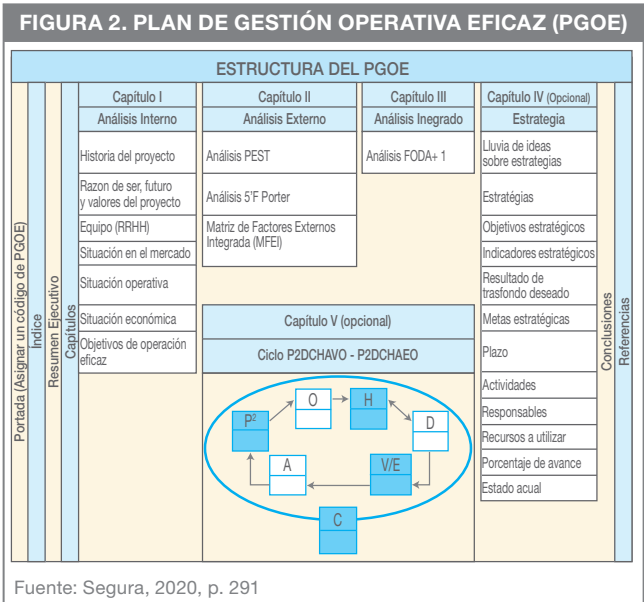 FIGURA 2. PLAN DE GESTIÓN OPERATIVA EFICAZ (PGOE)
ESTRUCTURA DEL PGOE
Portada (Asignar un código de PGOE)
Índice
Resumen Ejecutivo
Capítulos
Capítulo I
Análisis Interno
Historia del proyecto
Razon de ser, futuro
y valores del proyecto
Equipo (RRHH)
Situación en el mercado
Situación operativa
Situación económica
Objetivos de operación
eficaz
Capítulo II
Análisis Externo
Análisis PEST
Análisis 5'F Porter
Matriz de Factores Externos
Integrada (MFEI)
Capítulo III
Análisis Inegrado
Análisis FODA+ 1
Capítulo IV (Opcional)
Estrategia
Lluvia de ideas
sobre estrategias
Estratégias
Objetivos estratégicos
Indicadores estratégicos
Resultado de
trasfondo deseado
Metas estratégicas
Plazo
Actividades
Responsables
Recursos a utilizar
Porcentaje de avance
Estado acual
Capítulo V (opcional)
Ciclo P2DCHAVO - P2DCHAEO
P²
O
H
D
V/E
A
C
Conclusiones
Referencias
Fuente: Segura, 2020, p. 291